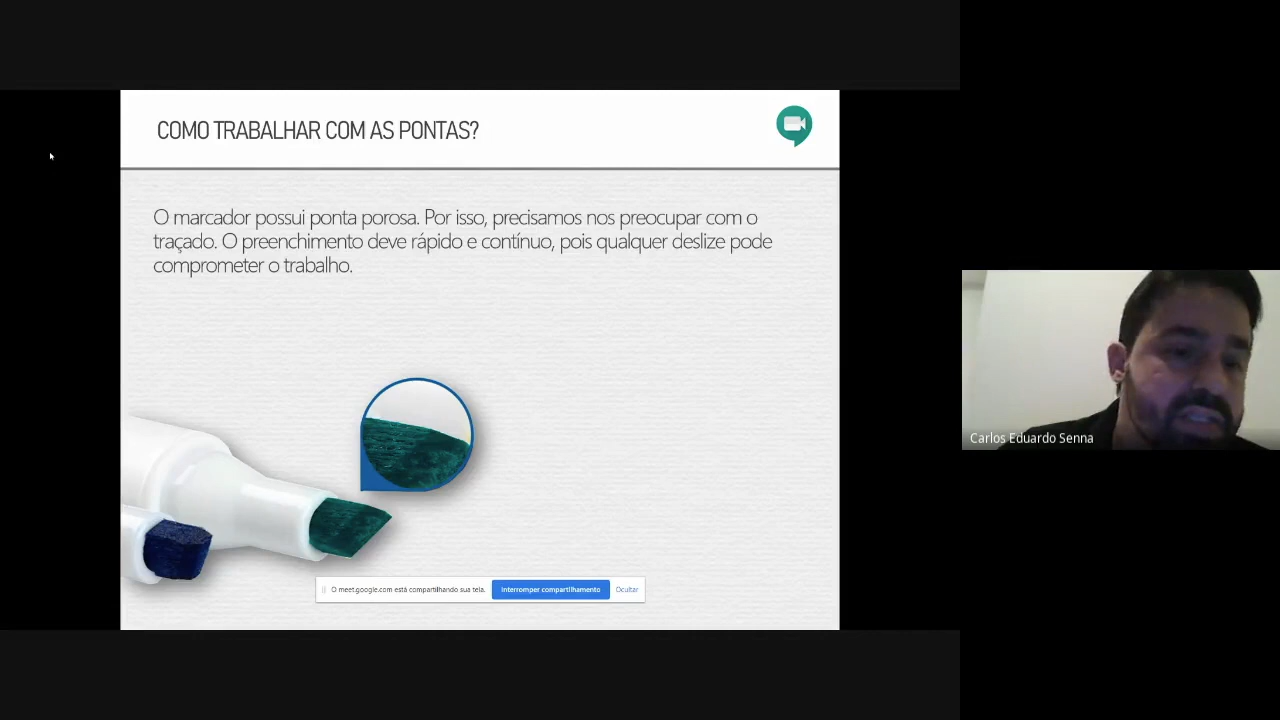 COMO TRABALHAR COM AS PONTAS?
O marcador possui ponta porosa. Por isso, precisamos nos preocupar com o
traçado. O preenchimento deve rápido e contínuo, pois qualquer deslize pode
comprometer o trabalho.
Carlos Eduardo Senna
O meet.google.com está compartilhando sua tela. Interromper compartilhamento Ocultar